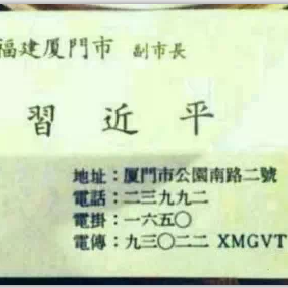 福建厦門市 副市長
習 近 平
地址：厦門市公園南路二號
電話：二三九九二
電掛：一六五〇
電傳：九三〇二二 XMGVT